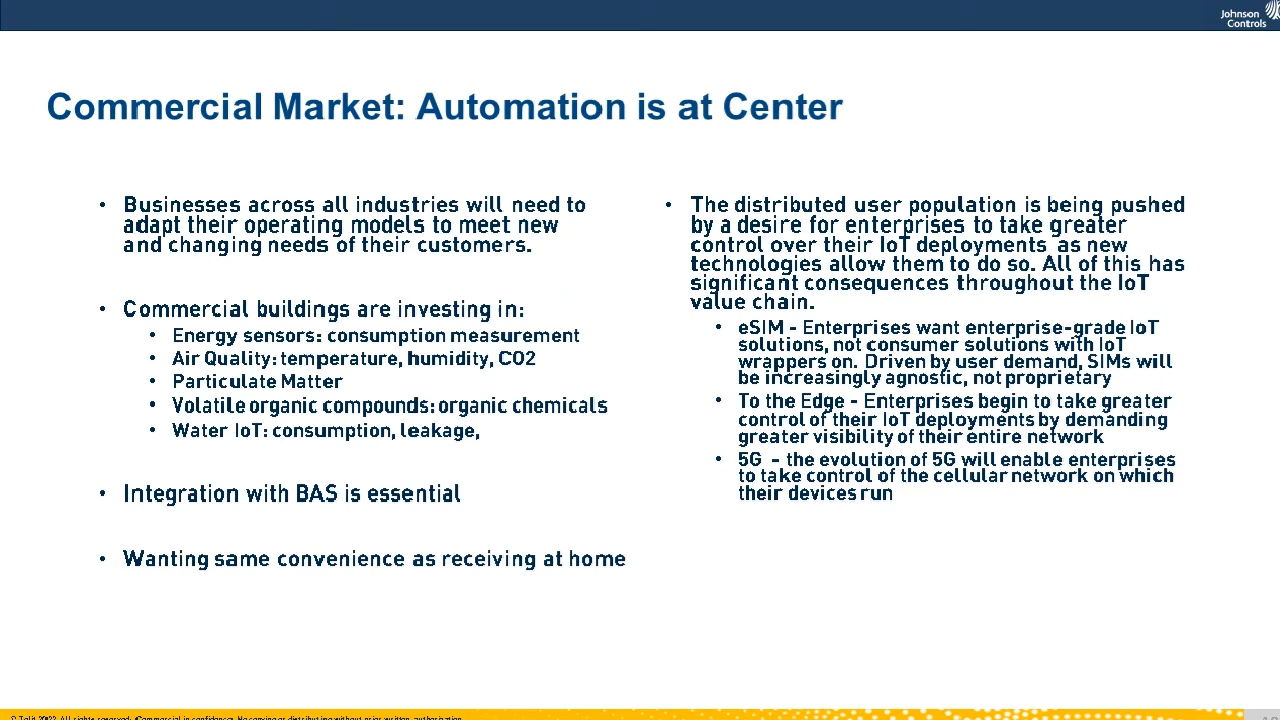 Johnson
Controls
Commercial Market: Automation is at Center
• Businesses across all industries will need to
adapt their operating models to meet new
and changing needs of their customers.
• Commercial buildings are investing in:
• Energy sensors: consumption measurement
• Air Quality: temperature, humidity, CO2
• Particulate Matter
• Volatile organic compounds: organic chemicals
• Water IoT: consumption, leakage,
• Integration with BAS is essential
• Wanting same convenience as receiving at home
• The distributed user population is being pushed
by a desire for enterprises to take greater
control over their IoT deployments as new
technologies allow them to do so. All of this has
significant consequences throughout the IoT
value chain.
• eSIM - Enterprises want enterprise-grade IoT
solutions, not consumer solutions with IoT
wrappers on. Driven by user demand, SIMs will
be increasingly agnostic, not proprietary
• To the Edge - Enterprises begin to take greater
control of their IoT deployments by demanding
greater visibility of their entire network
• 5G - the evolution of 5G will enable enterprises
to take control of the cellular network on which
their devices run